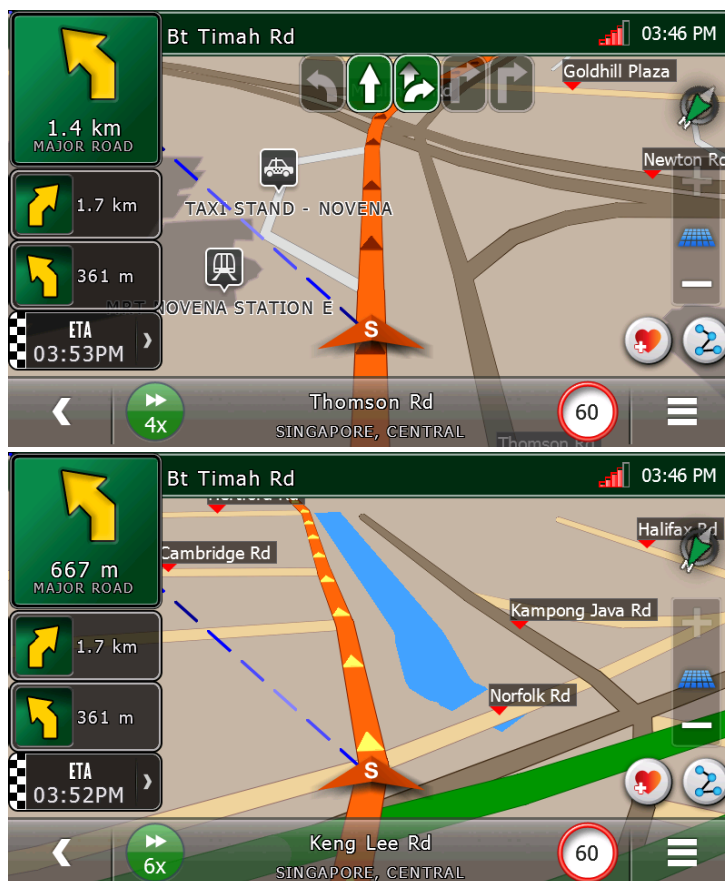 Bt Timah Rd
03:46 PM
1.4 km
MAJOR ROAD
Goldhill Plaza
N
Newton Rd
1.7 km
TAXI STAND - NOVENA
361 m
MRT NOVENA STATION E
ETA
03:53PM
S
4x
Thomson Rd
SINGAPORE, CENTRAL
60
Thomson Rd
Bt Timah Rd
03:46 PM
667 m
MAJOR ROAD
Halifax Rd
N
Cambridge Rd
Kampong Java Rd
1.7 km
Norfolk Rd
361 m
ETA
03:52PM
S
6x
Keng Lee Rd
SINGAPORE, CENTRAL
60